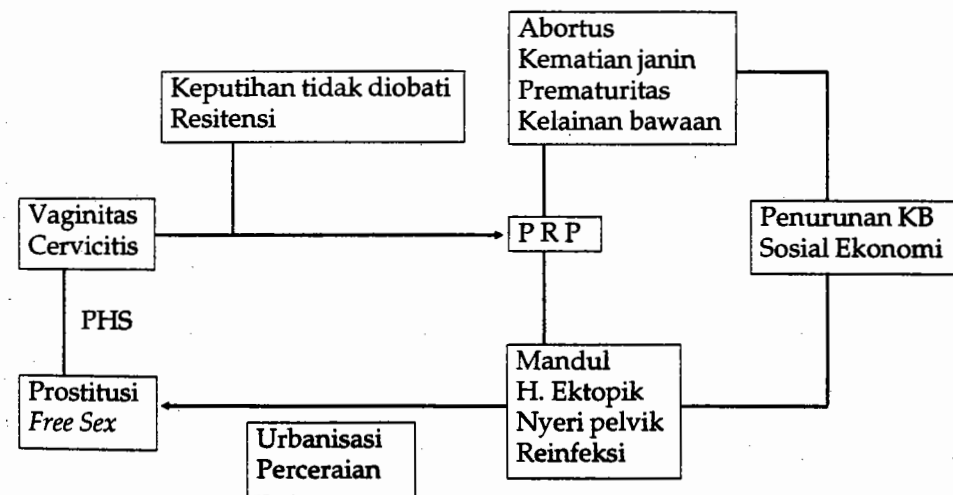 Abortus
Kematian janin
Prematuritas
Kelainan bawaan
Keputihan tidak diobati
Resitensi
Vaginitas
Cervicitis
P R P
Penurunan KB
Sosial Ekonomi
PHS
Prostitusi
Free Sex
Mandul
H. Ektopik
Nyeri pelvik
Reinfeksi
Urbanisasi
Perceraian